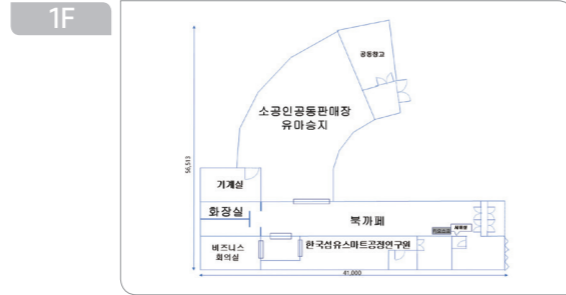 1F
공동창고
소공인공동판매장
유마승지
56,513
기계실
화장실
북까페
비즈니스
회의실
한국섬유스마트공정연구원
41,000